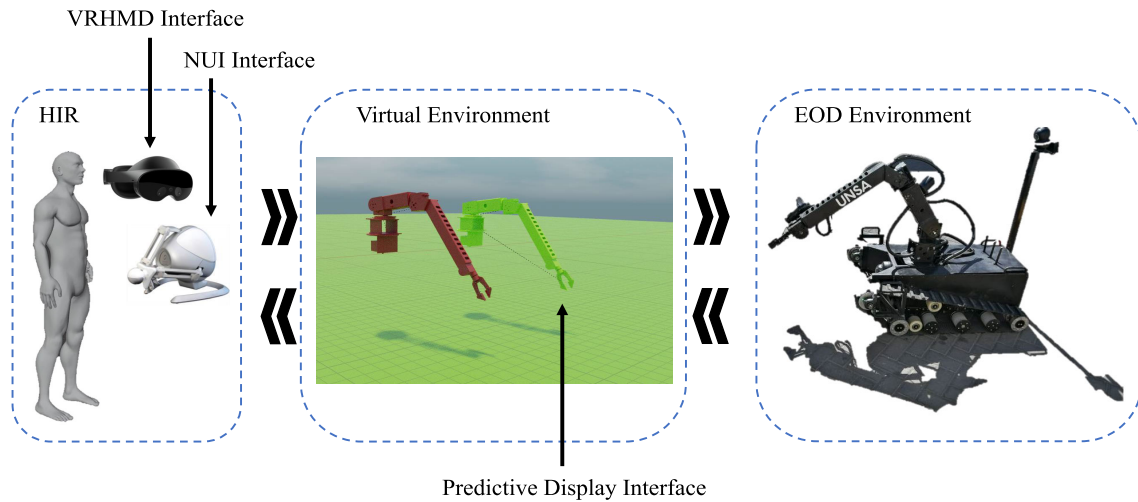 VRHMD Interface
NUI Interface
HIR
Virtual Environment
EOD Environment
UNSA
Predictive Display Interface